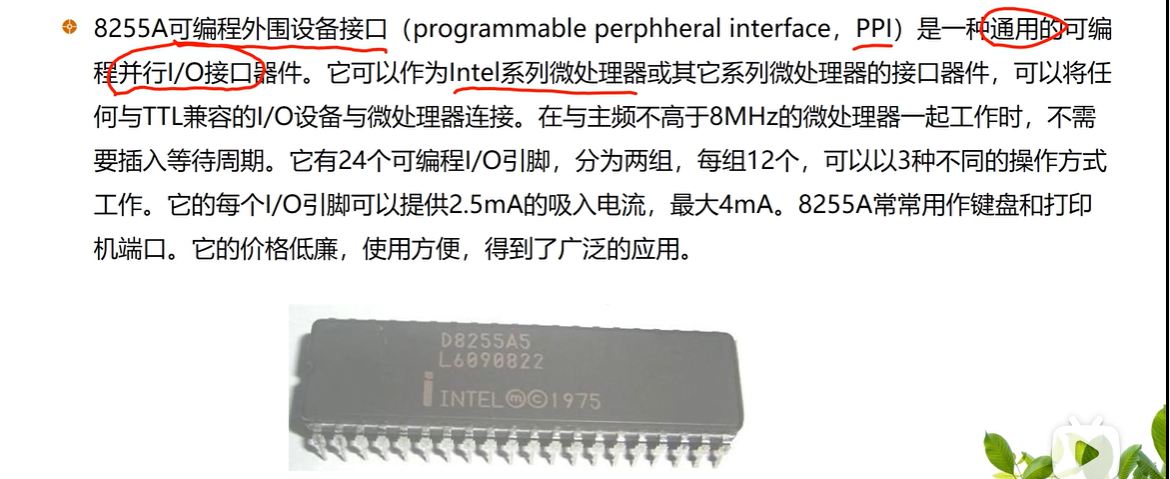 8255A可编程外围设备接口（programmable perphheral interface，PPI）是一种通用的可编
程并行I/O接口器件。它可以作为Intel系列微处理器或其它系列微处理器的接口器件，可以将任
何与TTL兼容的I/O设备与微处理器连接。在与主频不高于8MHz的微处理器一起工作时，不需
要插入等待周期。它有24个可编程I/O引脚，分为两组，每组12个，可以以3种不同的操作方式
工作。它的每个I/O引脚可以提供2.5mA的吸入电流，最大4mA。8255A常常用作键盘和打印
机端口。它的价格低廉，使用方便，得到了广泛的应用。
D8255A5
L6090822
i INTELⓜⓒ1975